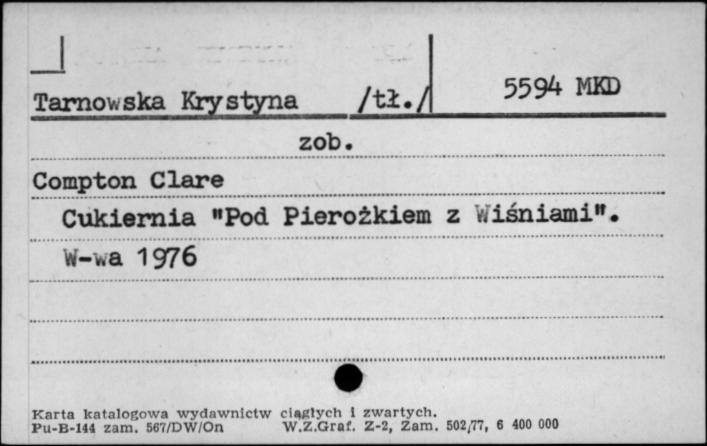 Tarnowska Krystyna /tł./ 5594 MKD
zob.
Compton Clare
Cukiernia "Pod Pierożkiem z Wiśniami".
W-wa 1976
Karta katalogowa wydawnictw ciągłych i zwartych.
Pu-B-144 zam. 567/DW/On W.Z.Graf. Z-2, Zam. 502/77, 6 400 000